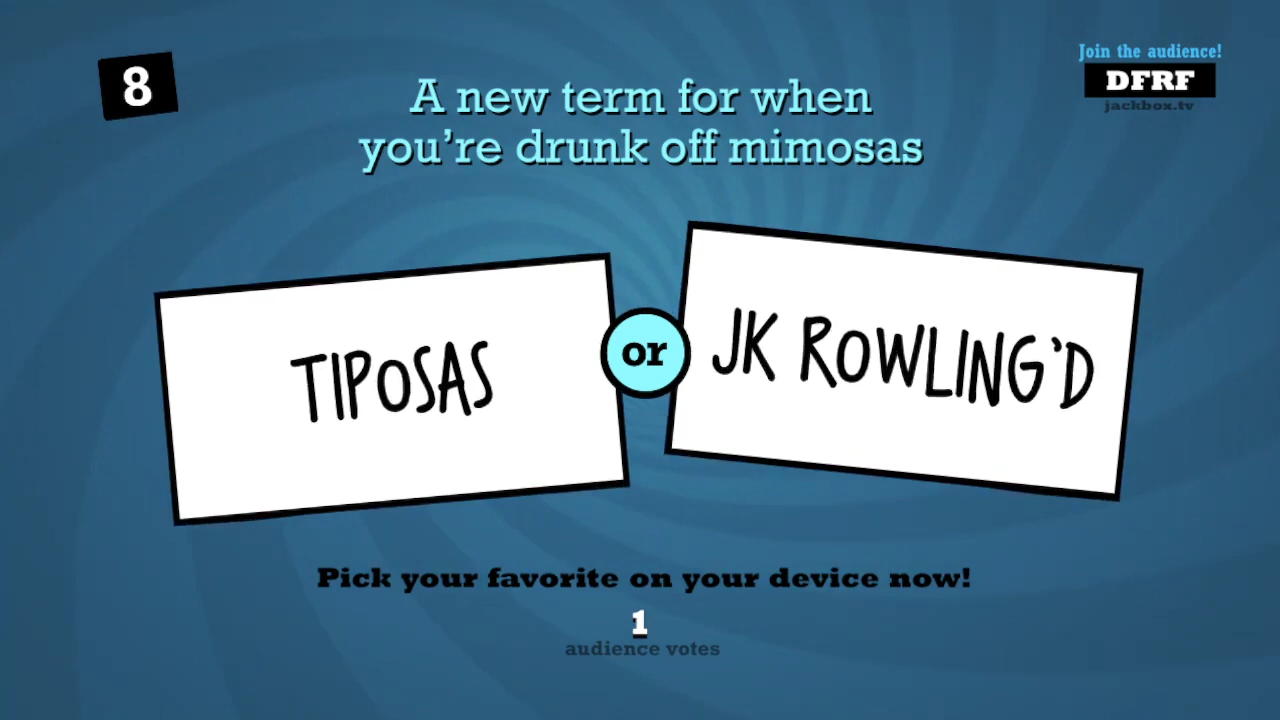 8
Join the audience!
DFRF
jackbox.tv
A new term for when
you're drunk off mimosas
TIPOSAS
or
JK ROWLING'D
Pick your favorite on your device now!
1
audience votes